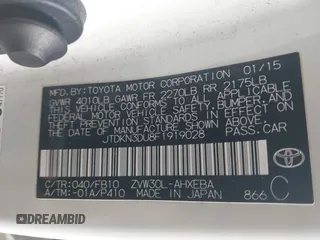 MFD.BY:TOYOTA MOTOR CORPORATION 01/15
GVWR 4010LB GAWR FR 2270LB RR 2175LB
THIS VEHICLE CONFORMS TO ALL APPLICABLE
FEDERAL MOTOR VEHICLE SAFETY, BUMPER, AND
THEFT PREVENTION STANDARDS IN EFFECT ON
THE DATE OF MANUFACTURE SHOWN ABOVE.
JTDKN3DU8F1919028 PASS.CAR
TOYOTA
C/TR:040/FB10 ZVW30L-AHXEBA
A/TM:-01A/P410 MADE IN JAPAN 866 C
© AUTOBIDMASTER